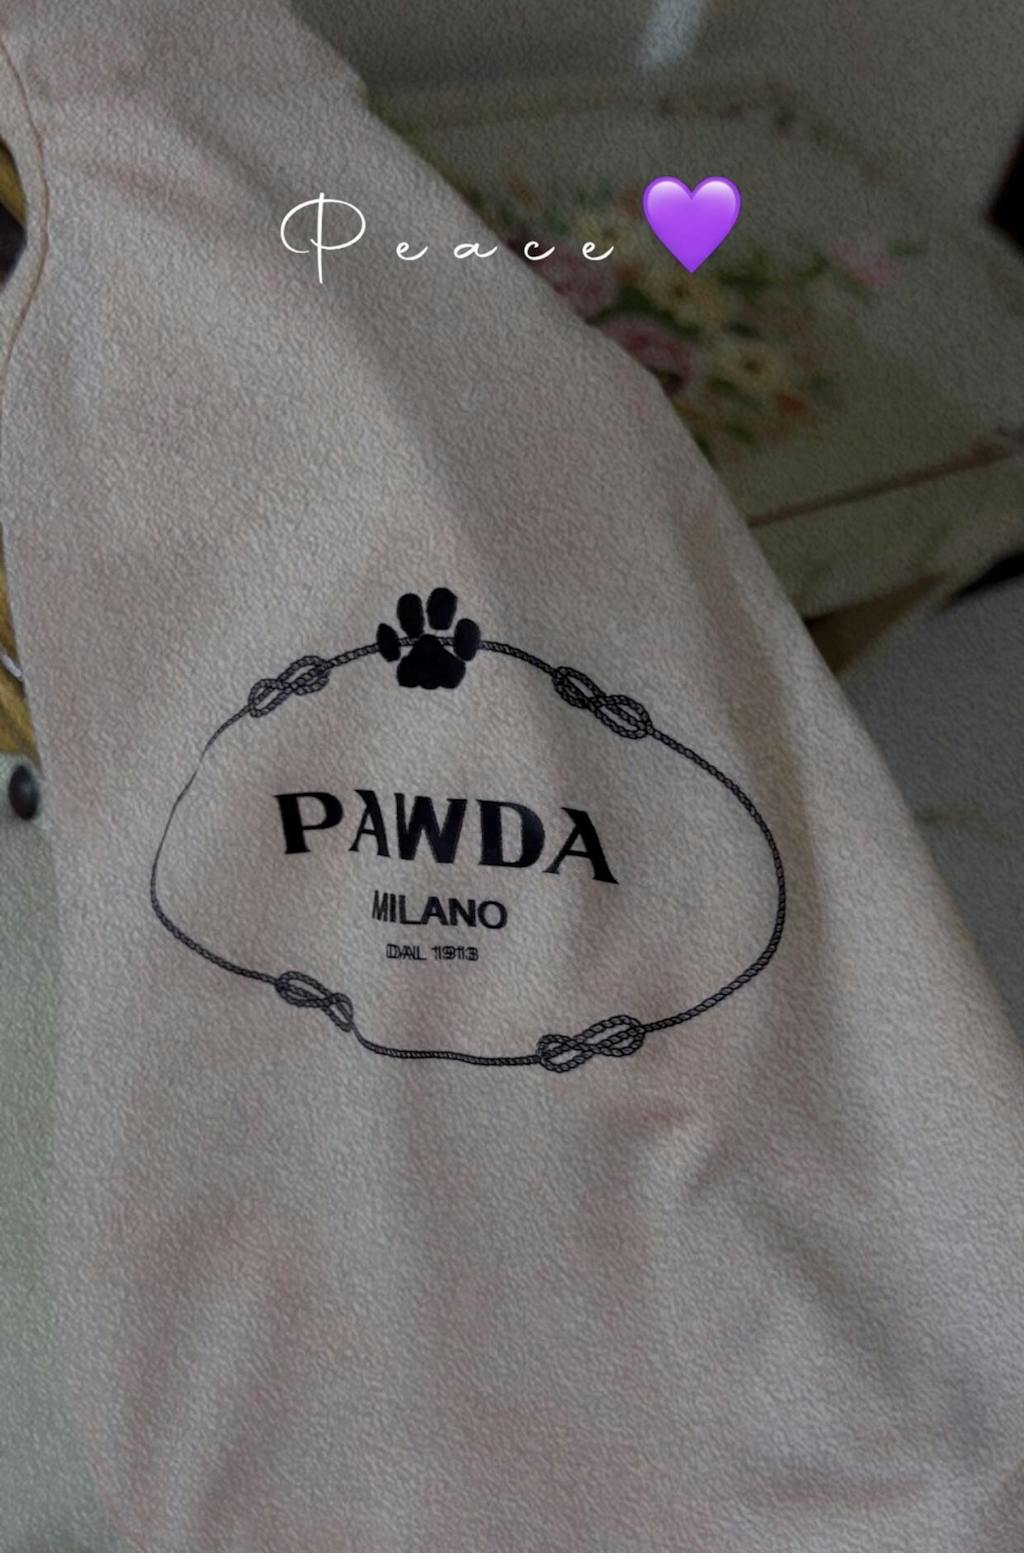 Peace 💜
PAWDA
MILANO
DAL 1913